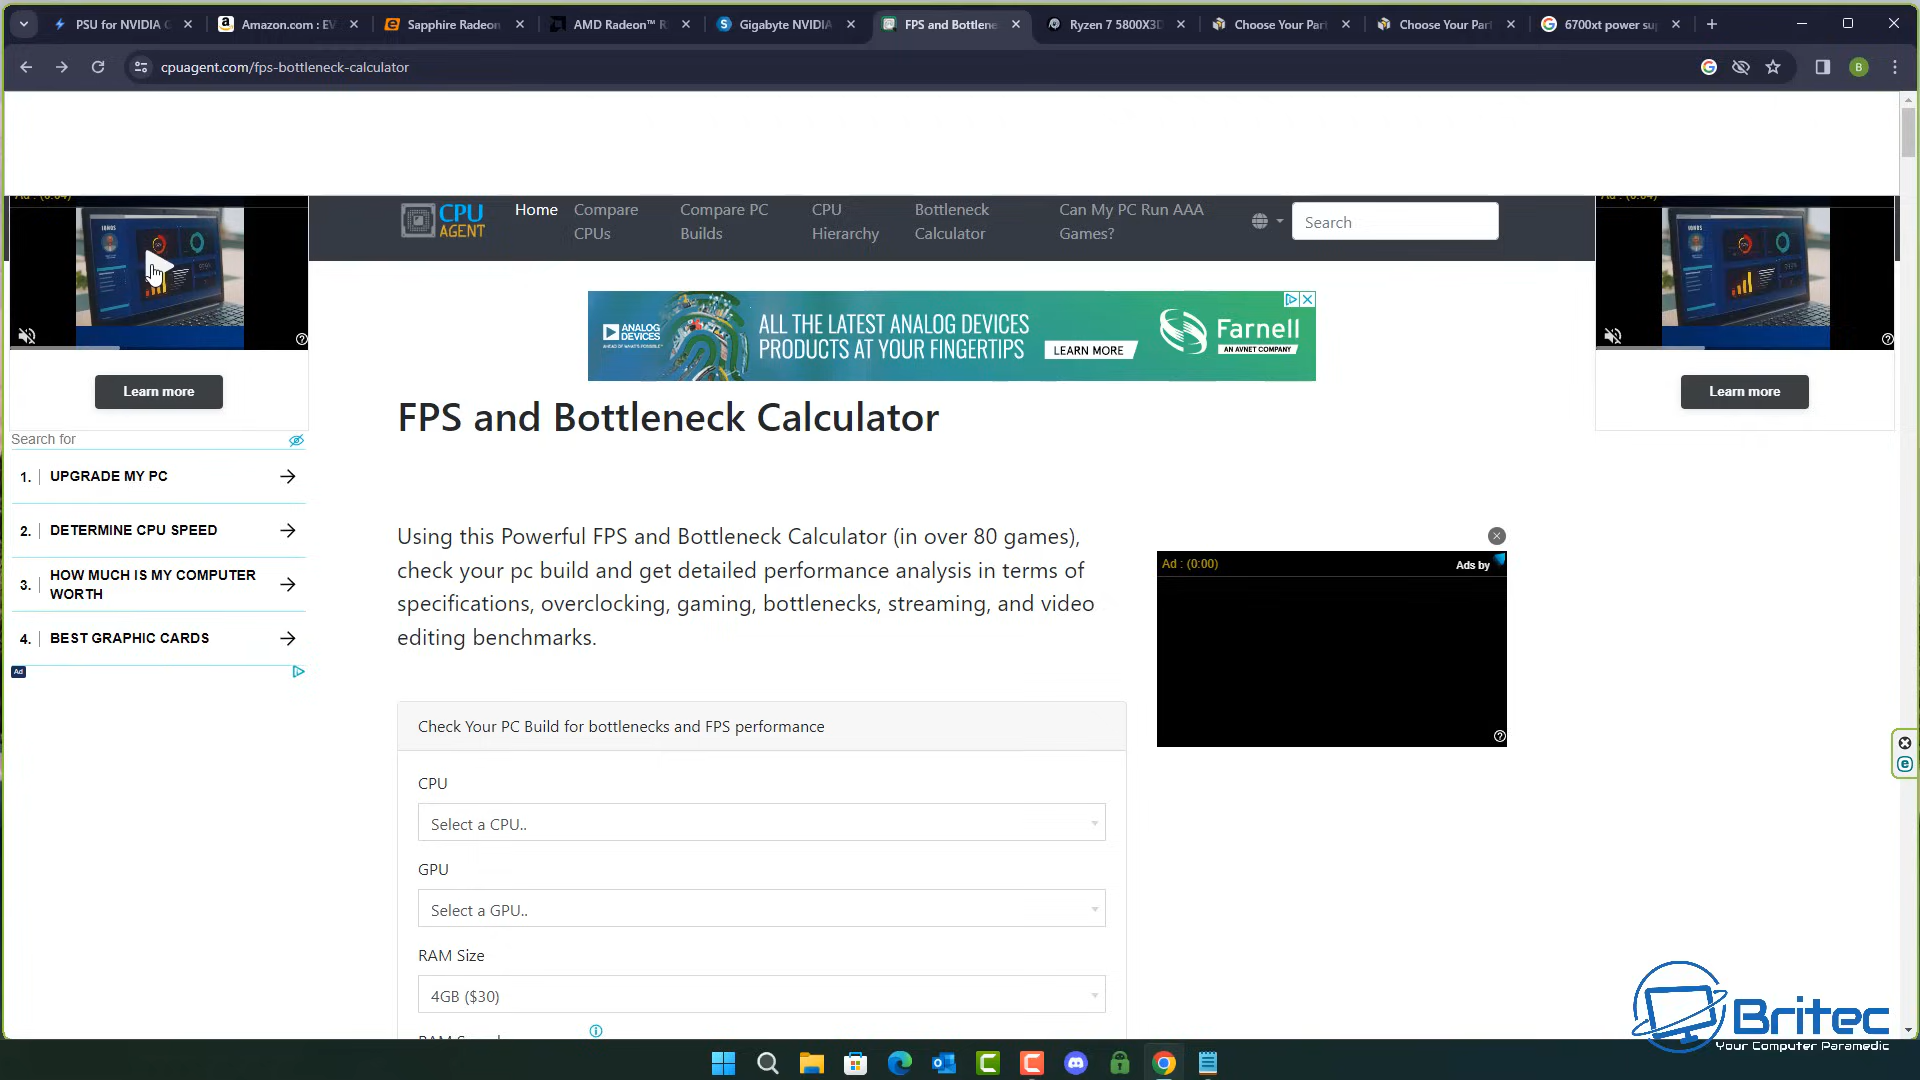 PSU for NVIDIA G
Amazon.com : EV
Sapphire Radeon
AMD Radeon™ R
Gigabyte NVIDIA
FPS and Bottlene
Ryzen 7 5800X3D
Choose Your Part
Choose Your Part
6700xt power sup
cpuagent.com/fps-bottleneck-calculator
B
CPU
AGENT
Home
Compare
CPUs
Compare PC
Builds
CPU
Hierarchy
Bottleneck
Calculator
Can My PC Run AAA
Games?
Search
IONOS
Learn more
Search for
1. UPGRADE MY PC
2. DETERMINE CPU SPEED
3. HOW MUCH IS MY COMPUTER
WORTH
4. BEST GRAPHIC CARDS
Ad
ANALOG
DEVICES
AHEAD OF WHAT'S POSSIBLE™
ALL THE LATEST ANALOG DEVICES
PRODUCTS AT YOUR FINGERTIPS
LEARN MORE
Farnell
AN AVNET COMPANY
Learn more
FPS and Bottleneck Calculator
Using this Powerful FPS and Bottleneck Calculator (in over 80 games),
check your pc build and get detailed performance analysis in terms of
specifications, overclocking, gaming, bottlenecks, streaming, and video
editing benchmarks.
Ad : (0:00)
Ads by
Check Your PC Build for bottlenecks and FPS performance
CPU
Select a CPU..
GPU
Select a GPU..
RAM Size
4GB ($30)
Britec
Your Computer Paramedic